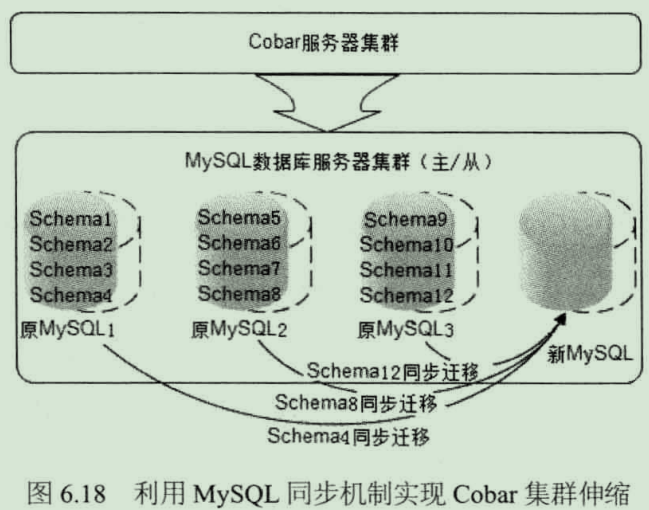 Cobar服务器集群
MySQL数据库服务器集群（主/从）
Schema1
Schema2
Schema3
Schema4
Schema5
Schema6
Schema7
Schema8
Schema9
Schema10
Schema11
Schema12
原MySQL1
原MySQL2
原MySQL3
新MySQL
Schema12同步迁移
Schema8同步迁移
Schema4同步迁移
图 6.18 利用 MySQL 同步机制实现 Cobar 集群伸缩